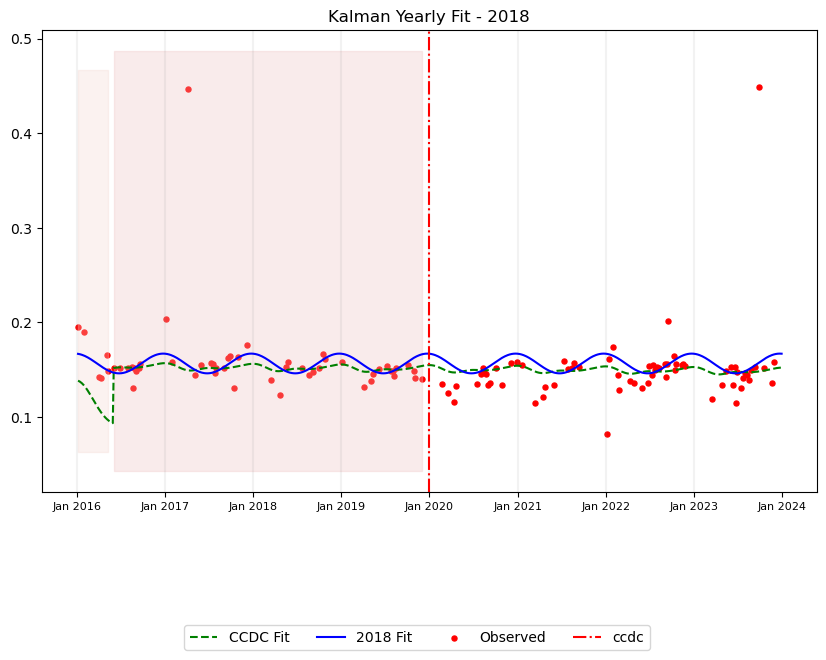 Kalman Yearly Fit - 2018
0.5
0.4
0.3
0.2
0.1
Jan 2016 Jan 2017 Jan 2018 Jan 2019 Jan 2020 Jan 2021 Jan 2022 Jan 2023 Jan 2024
CCDC Fit 2018 Fit Observed ccdc